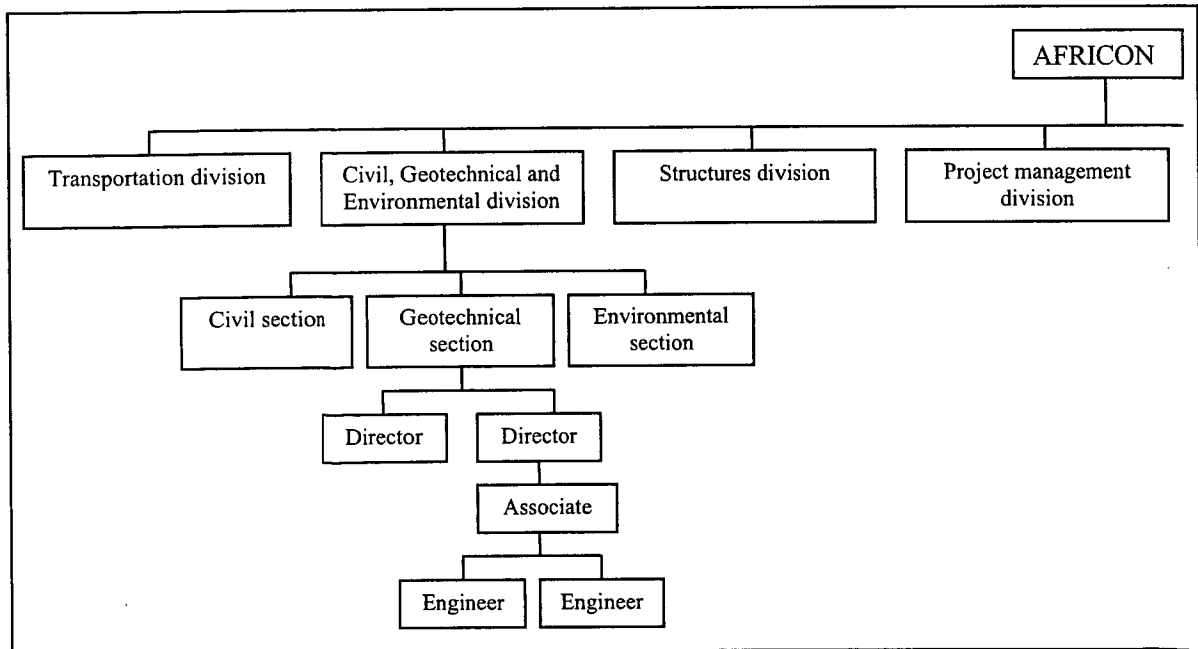 AFRICON
Transportation division
Civil, Geotechnical and
Environmental division
Structures division
Project management
division
Civil section
Geotechnical
section
Environmental
section
Director
Director
Associate
Engineer
Engineer